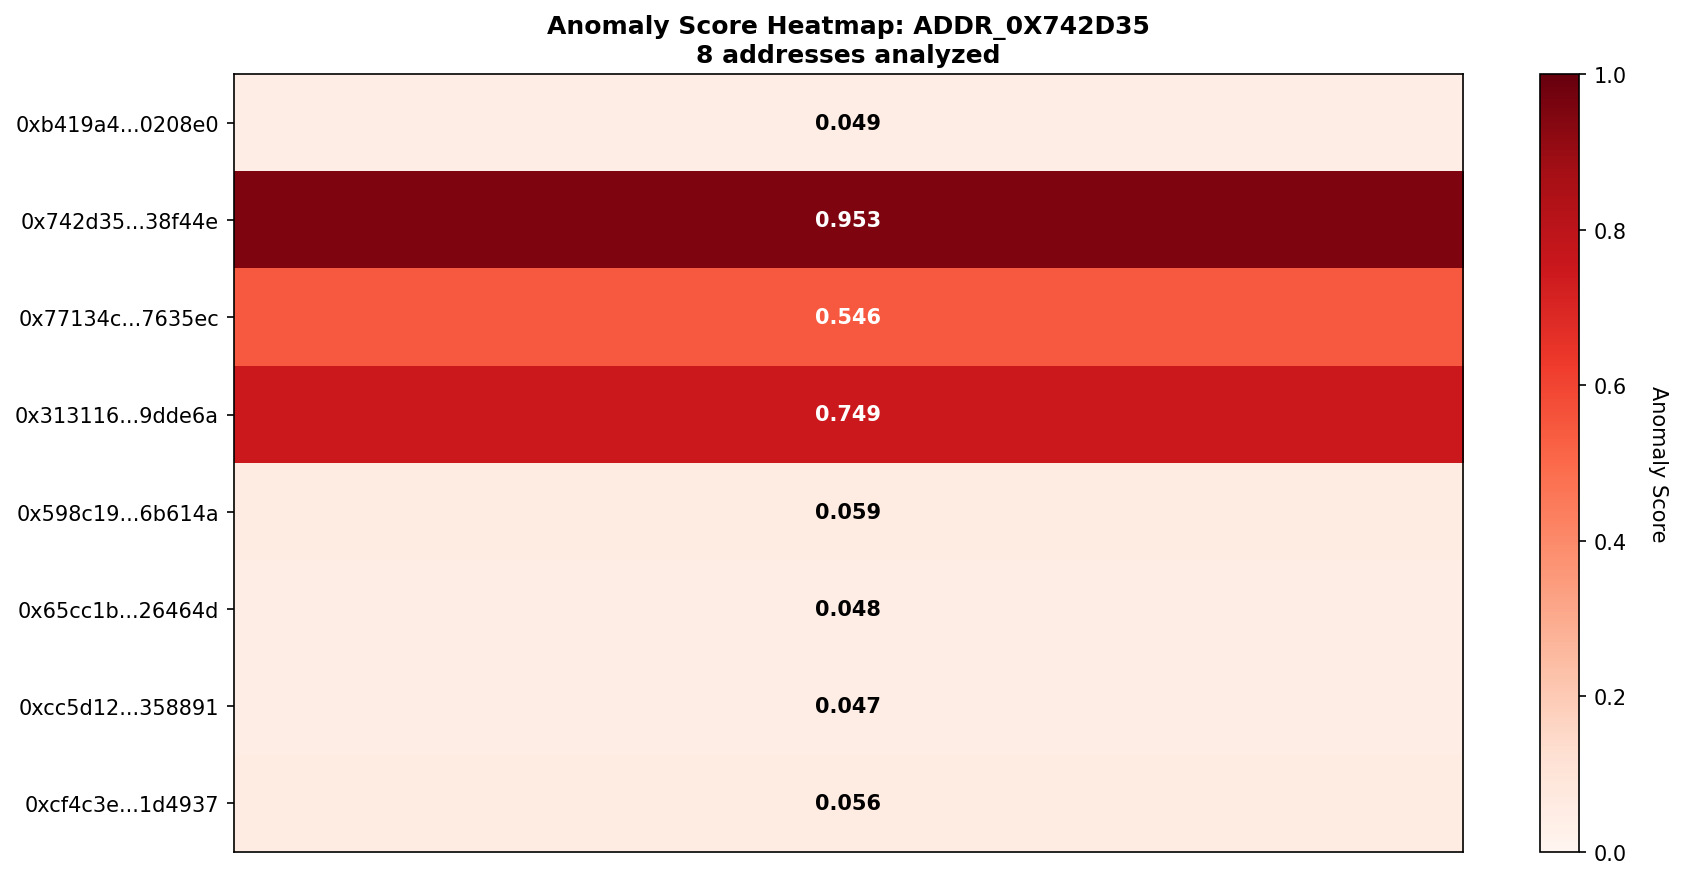 Anomaly Score Heatmap: ADDR_0X742D35
8 addresses analyzed
0xb419a4...0208e0
0.049
0x742d35...38f44e
0.953
0x77134c...7635ec
0.546
0x313116...9dde6a
0.749
0x598c19...6b614a
0.059
0x65cc1b...26464d
0.048
0xcc5d12...358891
0.047
0xcf4c3e...1d4937
0.056
1.0
0.8
0.6
0.4
0.2
0.0
Anomaly Score